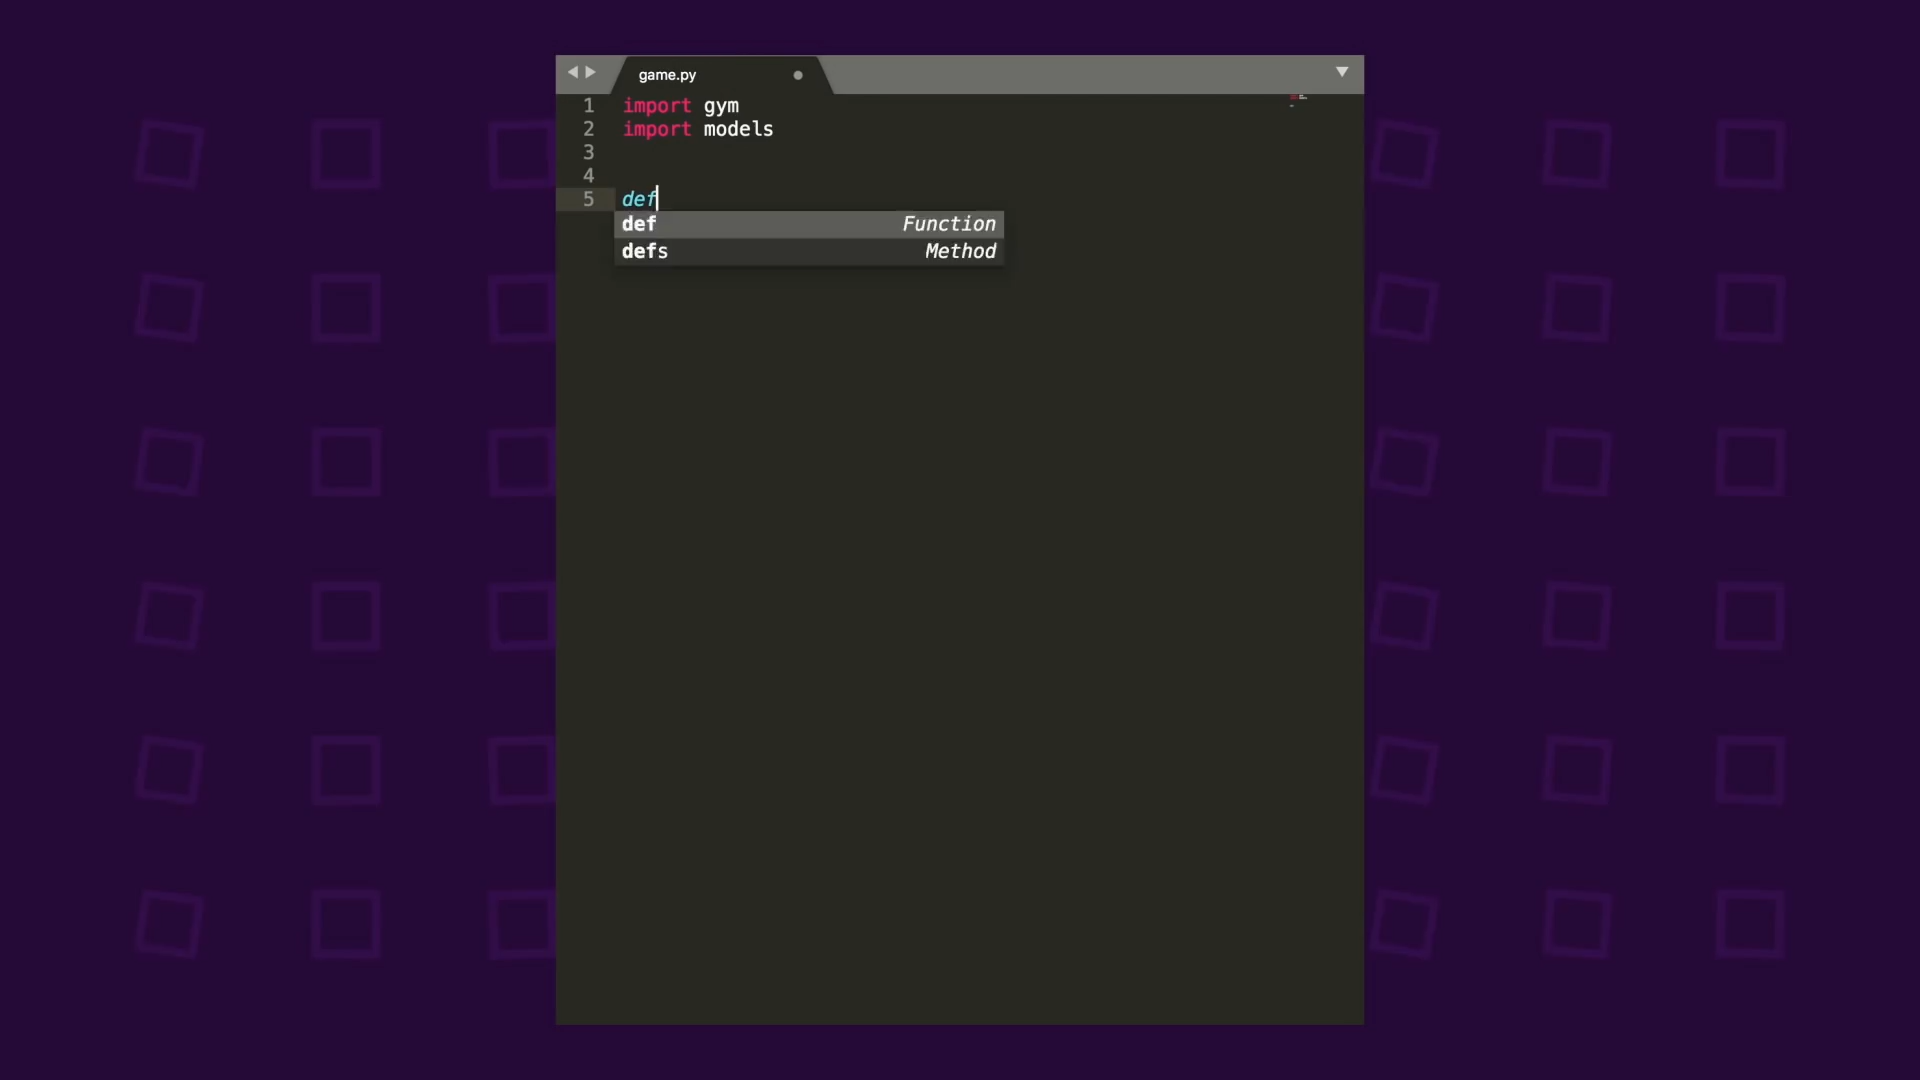 game.py
1 import gym
2 import models
3
4
5 def
def Function
defs Method